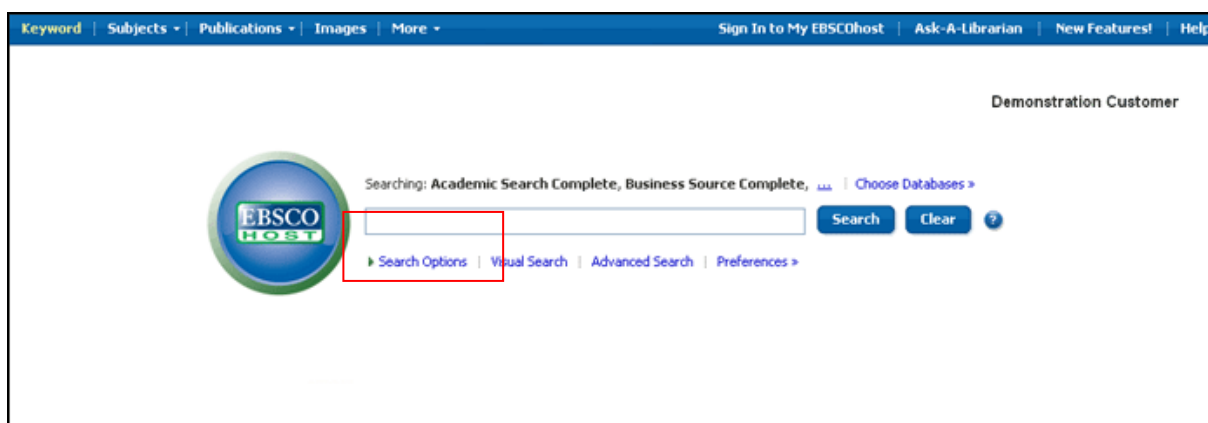 Keyword | Subjects | Publications | Images | More Sign In to My EBSCOhost | Ask-A-Librarian | New Features! | Help
Demonstration Customer
Searching: Academic Search Complete, Business Source Complete, ... | Choose Databases »
EBSCO
HOST
Search Clear ?
Search Options | Visual Search | Advanced Search | Preferences »